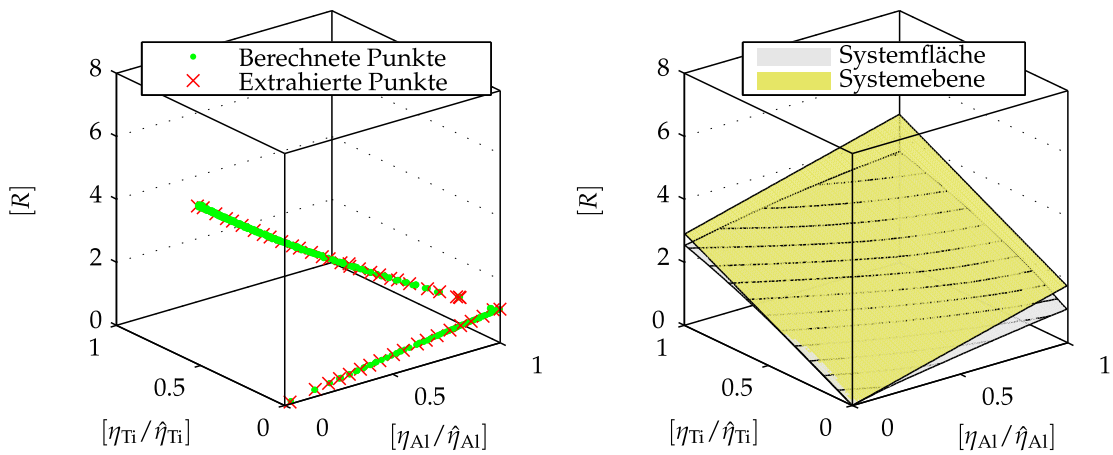 Berechnete Punkte
Extrahierte Punkte
8
6
4
2
0
[R]
1
0.5
0
[ηTi/η̂Ti]
0
0.5
1
[ηAl/η̂Al]
Systemfläche
Systemebene
8
6
4
2
0
[R]
1
0.5
0
[ηTi/η̂Ti]
0
0.5
1
[ηAl/η̂Al]